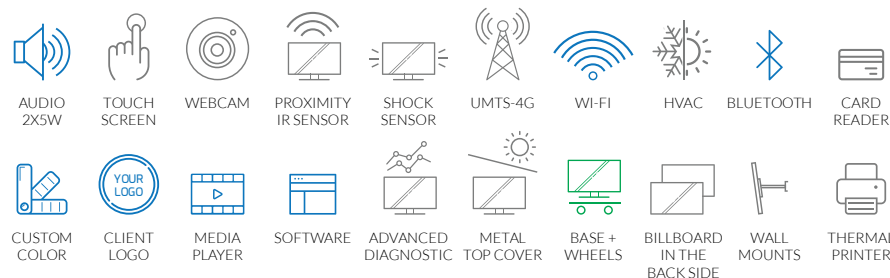 AUDIO
2X5W
TOUCH
SCREEN
WEBCAM
PROXIMITY
IR SENSOR
SHOCK
SENSOR
UMTS-4G
WI-FI
HVAC
BLUETOOTH
CARD
READER
CUSTOM
COLOR
YOUR
LOGO
CLIENT
LOGO
MEDIA
PLAYER
SOFTWARE
ADVANCED
DIAGNOSTIC
METAL
TOP COVER
BASE +
WHEELS
BILLBOARD
IN THE
BACK SIDE
WALL
MOUNTS
THERMAL
PRINTER